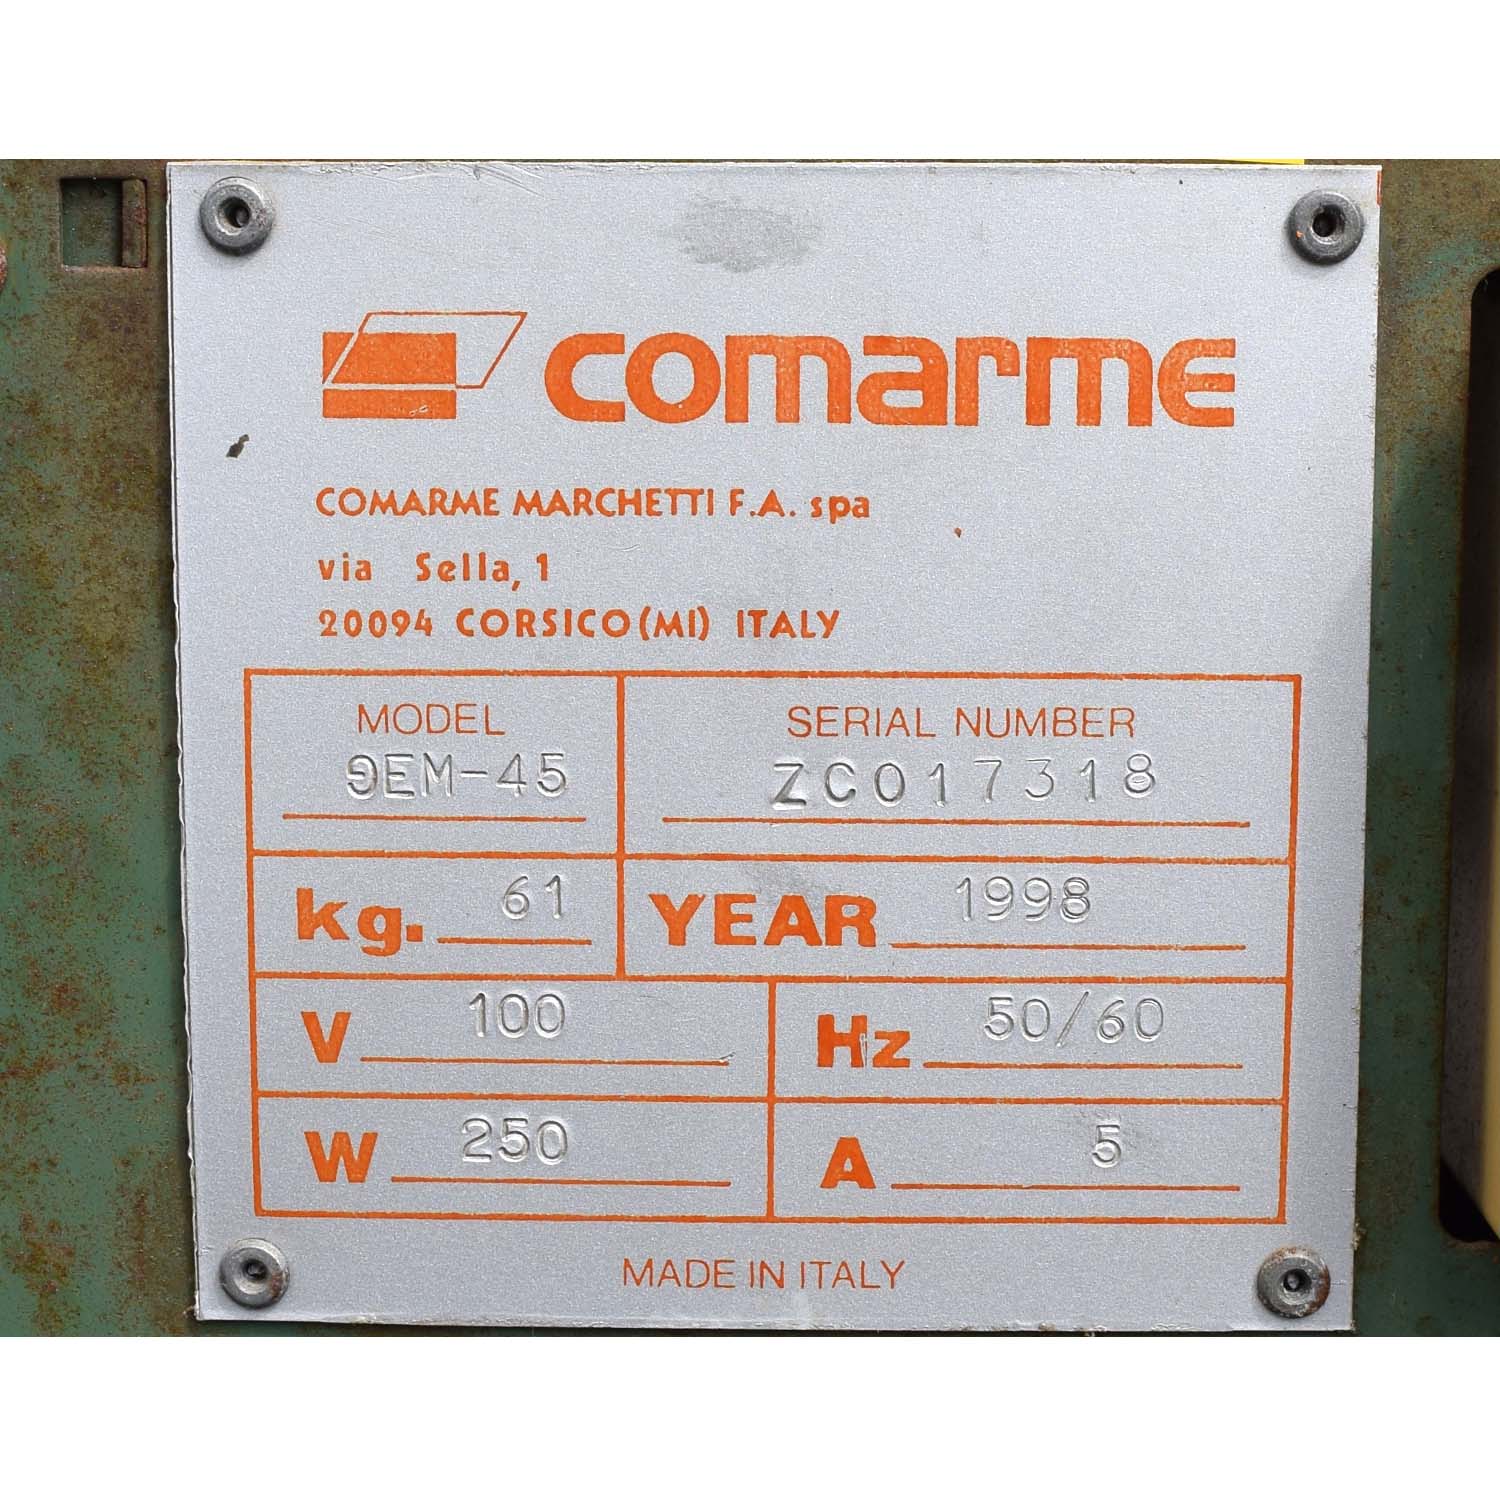 comarme
COMARME MARCHETTI F.A. spa
via Sella, 1
20094 CORSICO (MI) ITALY
MODEL SERIAL NUMBER
GEM-45 ZC017318
kg. 61 YEAR 1998
V 100 Hz 50/60
W 250 A 5
MADE IN ITALY